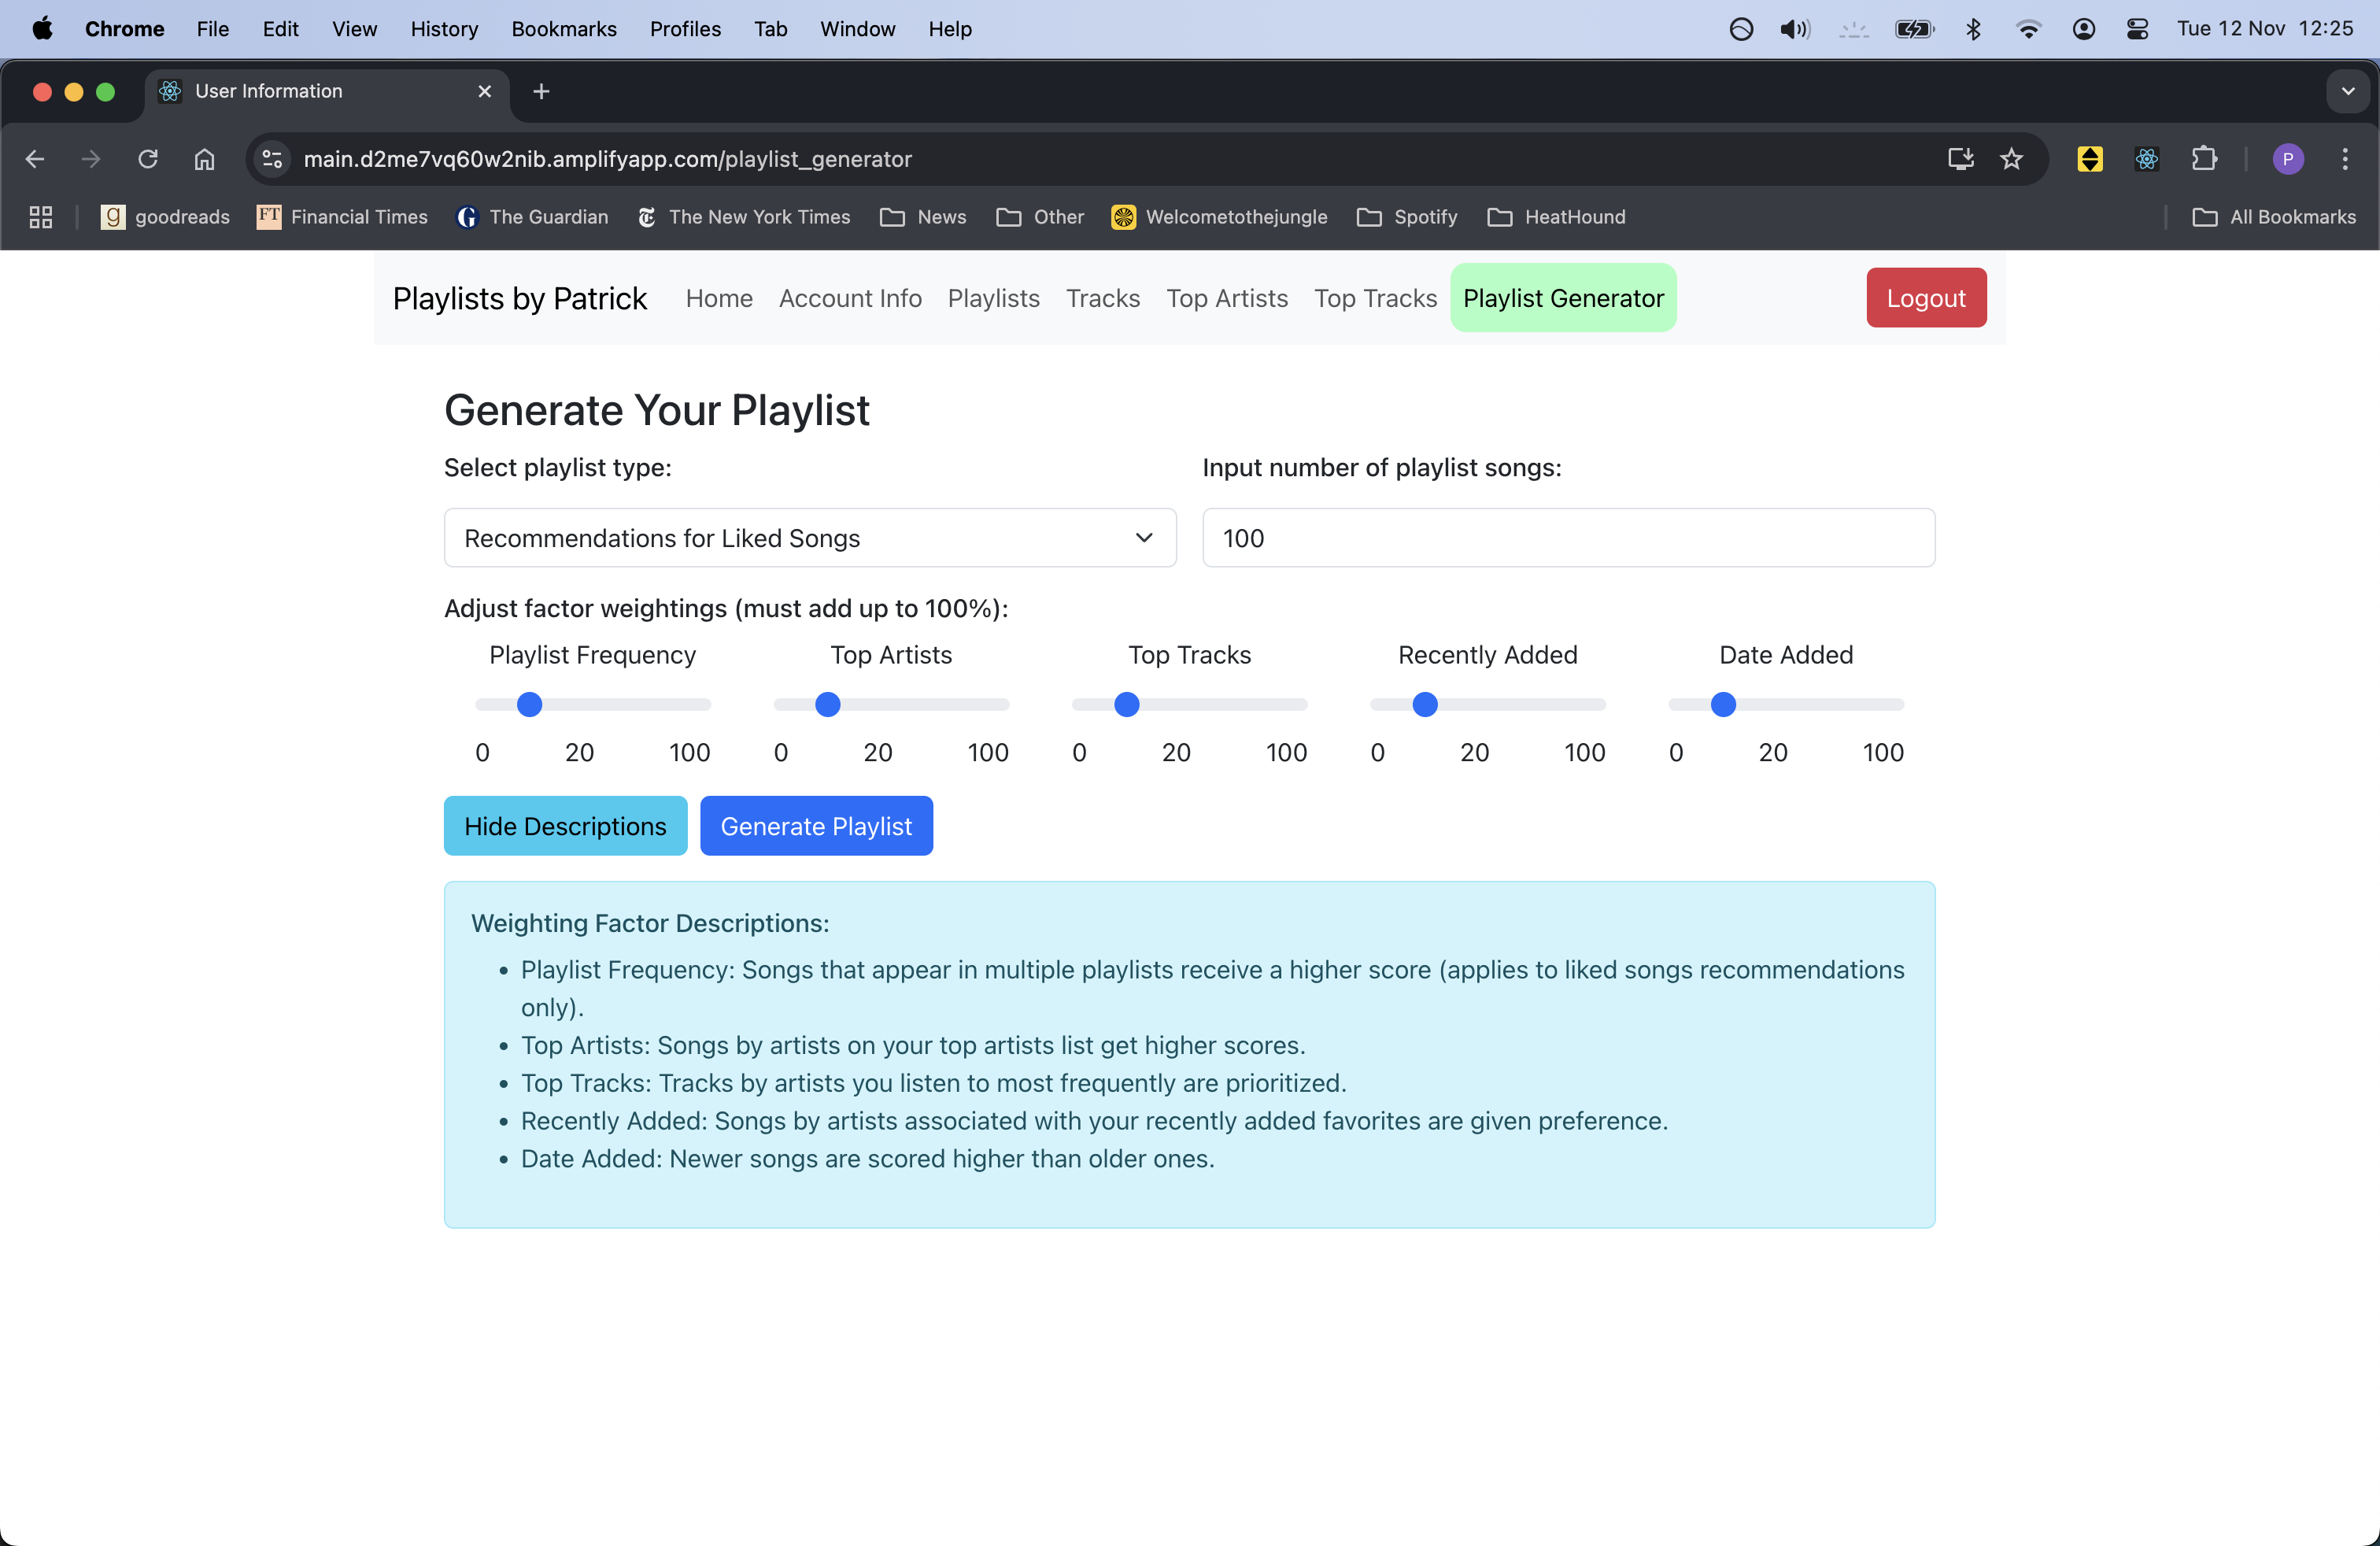 Chrome File Edit View History Bookmarks Profiles Tab Window Help Tue 12 Nov 12:25
User Information
main.d2me7vq60w2nib.amplifyapp.com/playlist_generator P
g goodreads FT Financial Times G The Guardian T The New York Times News Other Welcometothejungle Spotify HeatHound All Bookmarks
Playlists by Patrick Home Account Info Playlists Tracks Top Artists Top Tracks Playlist Generator Logout
Generate Your Playlist
Select playlist type: Input number of playlist songs:
Recommendations for Liked Songs 100
Adjust factor weightings (must add up to 100%):
Playlist Frequency Top Artists Top Tracks Recently Added Date Added
0 20 100 0 20 100 0 20 100 0 20 100 0 20 100
Hide Descriptions Generate Playlist
Weighting Factor Descriptions:
• Playlist Frequency: Songs that appear in multiple playlists receive a higher score (applies to liked songs recommendations
only).
• Top Artists: Songs by artists on your top artists list get higher scores.
• Top Tracks: Tracks by artists you listen to most frequently are prioritized.
• Recently Added: Songs by artists associated with your recently added favorites are given preference.
• Date Added: Newer songs are scored higher than older ones.